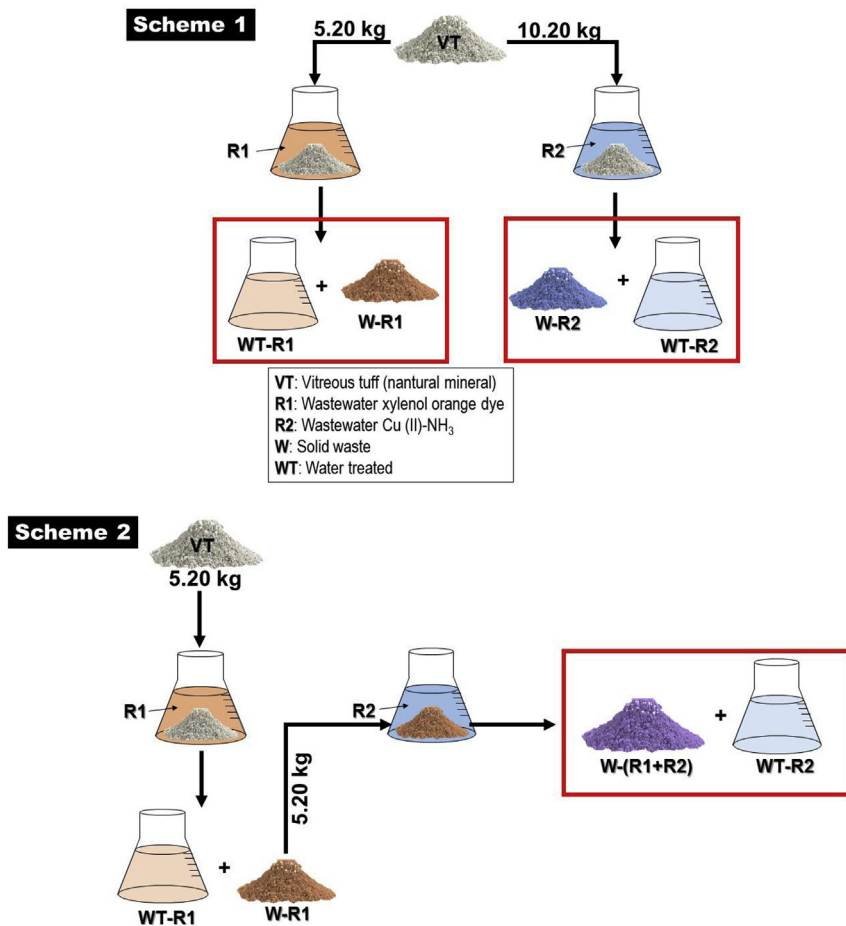 Scheme 1
5.20 kg
VT
10.20 kg
R1
R2
WT-R1
+
W-R1
W-R2
+
WT-R2
VT: Vitreous tuff (nantural mineral)
R1: Wastewater xylenol orange dye
R2: Wastewater Cu (II)-NH₃
W: Solid waste
WT: Water treated
Scheme 2
VT
5.20 kg
R1
R2
5.20 kg
W-(R1+R2)
+
WT-R2
WT-R1
+
W-R1